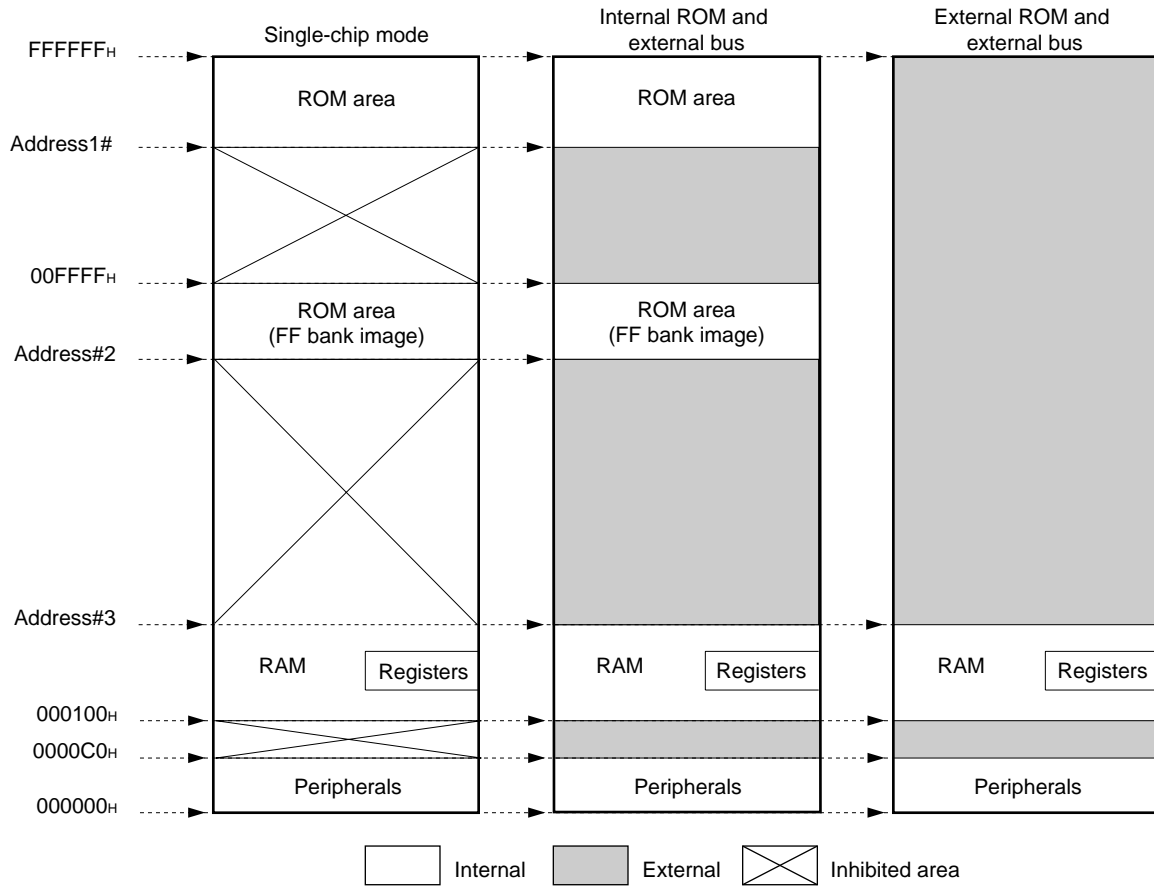 Single-chip mode
Internal ROM and
external bus
External ROM and
external bus
FFFFFFH
ROM area
ROM area
Address1#
00FFFFH
ROM area
(FF bank image)
ROM area
(FF bank image)
Address#2
Address#3
RAM
Registers
RAM
Registers
RAM
Registers
000100H
0000C0H
Peripherals
Peripherals
Peripherals
000000H
Internal
External
Inhibited area